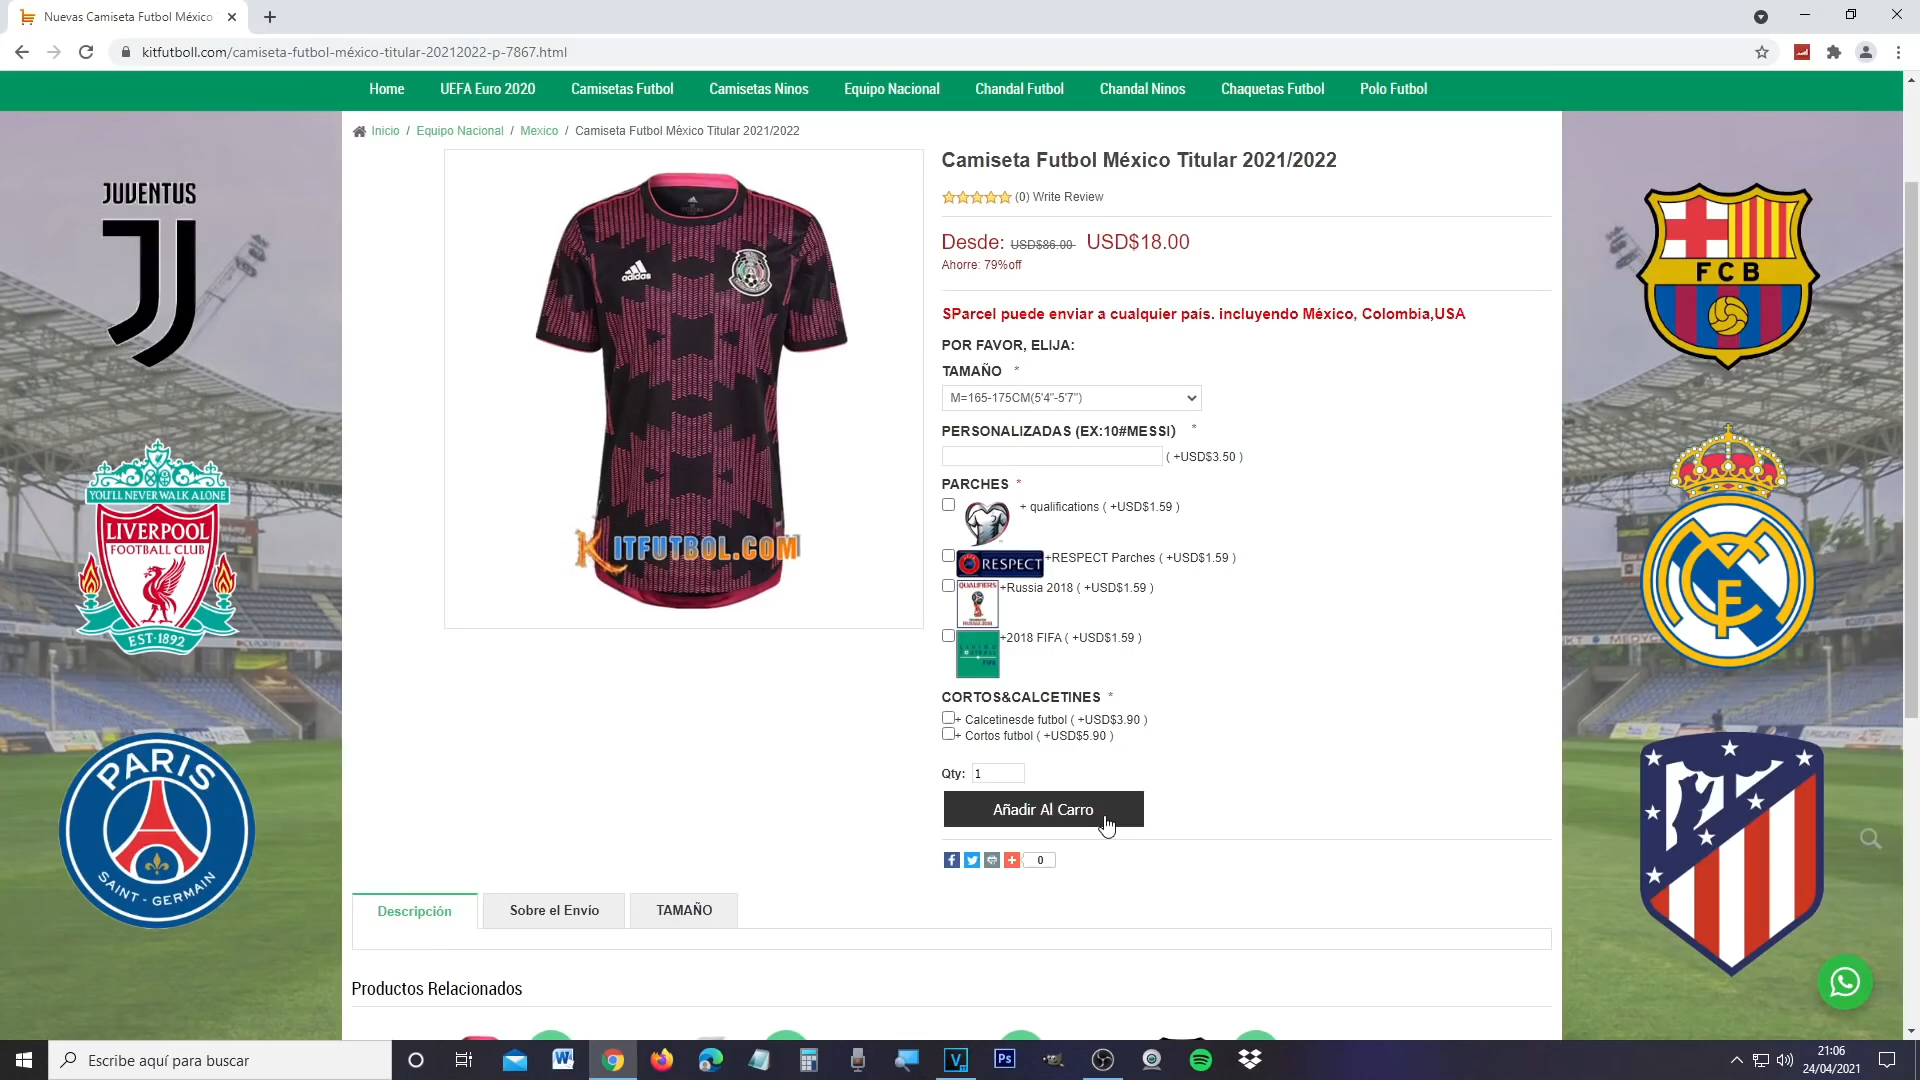 Nuevas Camiseta Futbol México
kitfutboll.com/camiseta-futbol-méxico-titular-20212022-p-7867.html
Home UEFA Euro 2020 Camisetas Futbol Camisetas Ninos Equipo Nacional Chandal Futbol Chandal Ninos Chaquetas Futbol Polo Futbol
Inicio / Equipo Nacional / Mexico / Camiseta Futbol México Titular 2021/2022
JUVENTUS
YOU'LL NEVER WALK ALONE
LIVERPOOL
FOOTBALL CLUB
EST·1892
PARIS
SAINT-GERMAIN
adidas
KITFUTBOL.COM
Camiseta Futbol México Titular 2021/2022
(0) Write Review
Desde: USD$86.00 USD$18.00
Ahorre: 79%off
SParcel puede enviar a cualquier país. incluyendo México, Colombia,USA
POR FAVOR, ELIJA:
TAMAÑO *
M=165-175CM(5'4"-5'7")
PERSONALIZADAS (EX:10#MESSI) *
( +USD$3.50 )
PARCHES *
+ qualifications ( +USD$1.59 )
RESPECT +RESPECT Parches ( +USD$1.59 )
QUALIFIERS +Russia 2018 ( +USD$1.59 )
+2018 FIFA ( +USD$1.59 )
CORTOS&CALCETINES *
+ Calcetinesde futbol ( +USD$3.90 )
+ Cortos futbol ( +USD$5.90 )
Qty: 1
Añadir Al Carro
0
FCB
Descripción Sobre el Envío TAMAÑO
Productos Relacionados
Escribe aquí para buscar
21:06
24/04/2021